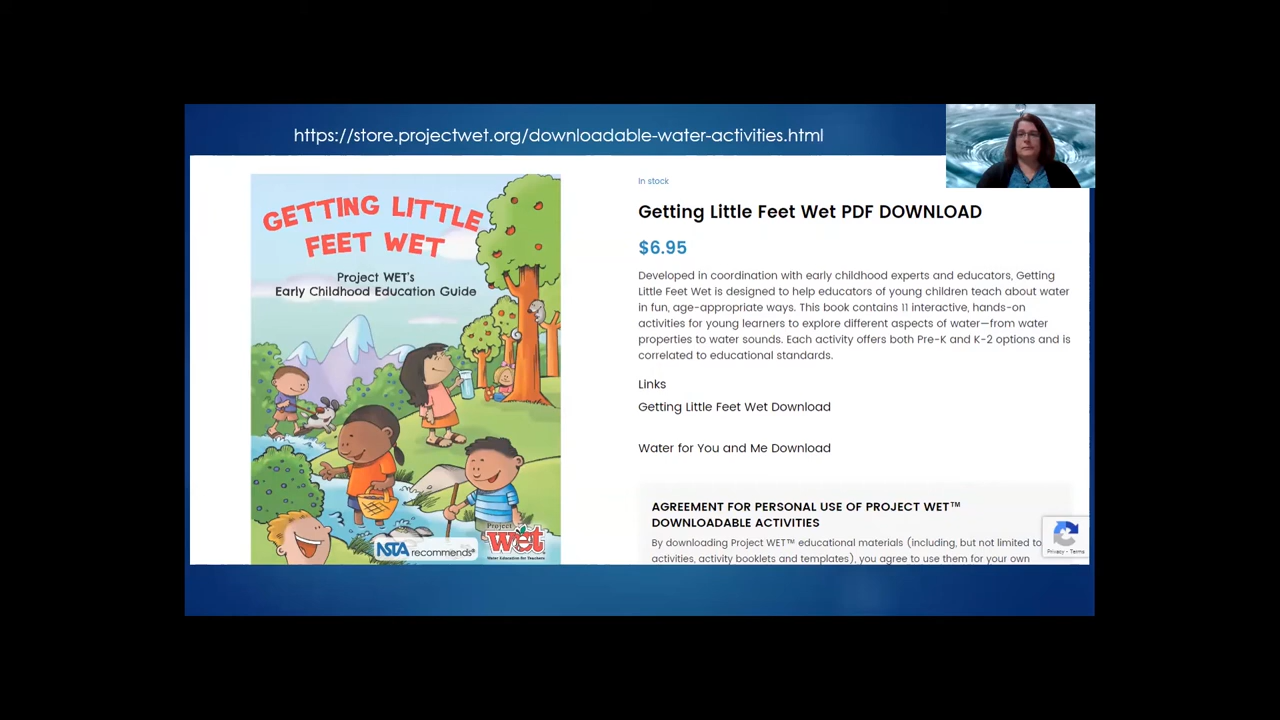 https://store.projectwet.org/downloadable-water-activities.html
GETTING LITTLE
FEET WET
Project WET's
Early Childhood Education Guide
NSTA recommends®
Project
wet
Water Education for Teachers
In stock
Getting Little Feet Wet PDF DOWNLOAD
$6.95
Developed in coordination with early childhood experts and educators, Getting
Little Feet Wet is designed to help educators of young children teach about water
in fun, age-appropriate ways. This book contains 11 interactive, hands-on
activities for young learners to explore different aspects of water—from water
properties to water sounds. Each activity offers both Pre-K and K-2 options and is
correlated to educational standards.
Links
Getting Little Feet Wet Download
Water for You and Me Download
AGREEMENT FOR PERSONAL USE OF PROJECT WET™
DOWNLOADABLE ACTIVITIES
By downloading Project WET™ educational materials (including, but not limited to
activities, activity booklets and templates), you agree to use them for your own
Privacy - Terms